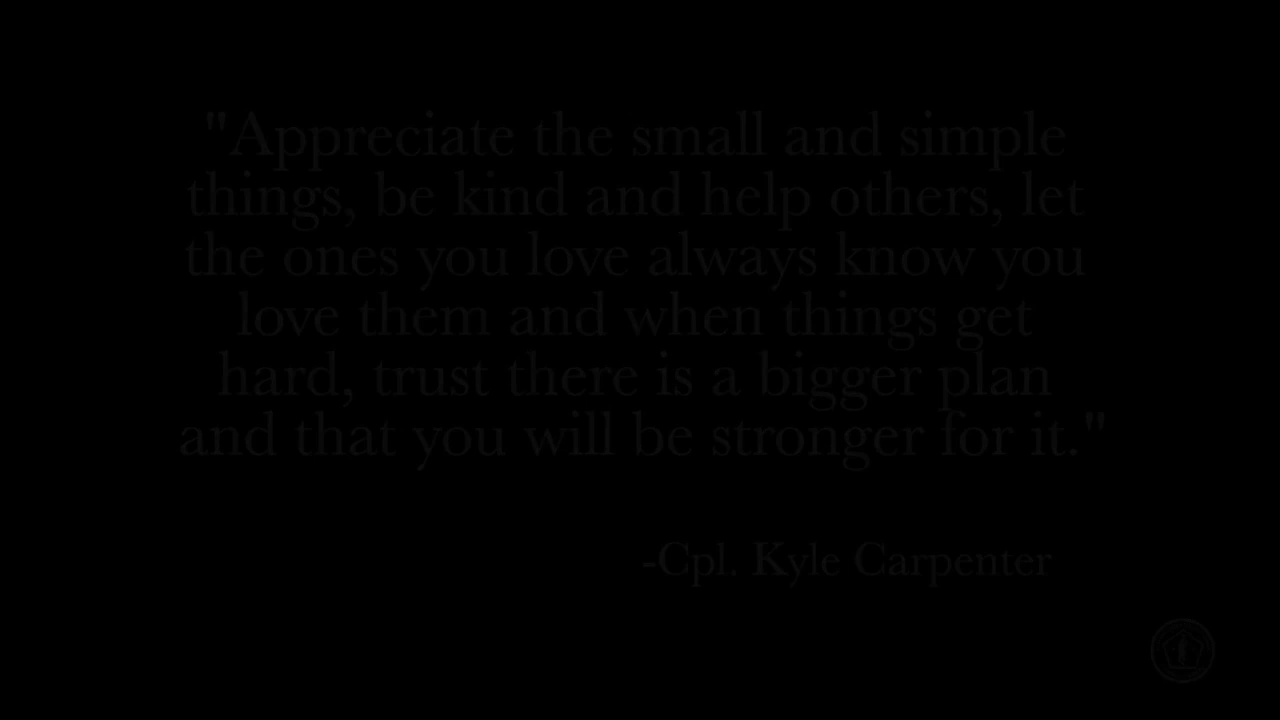 "Appreciate the small and simple
things, be kind and help others, let
the ones you love always know you
love them and when things get
hard, trust there is a bigger plan
and that you will be stronger for it."
-Cpl. Kyle Carpenter